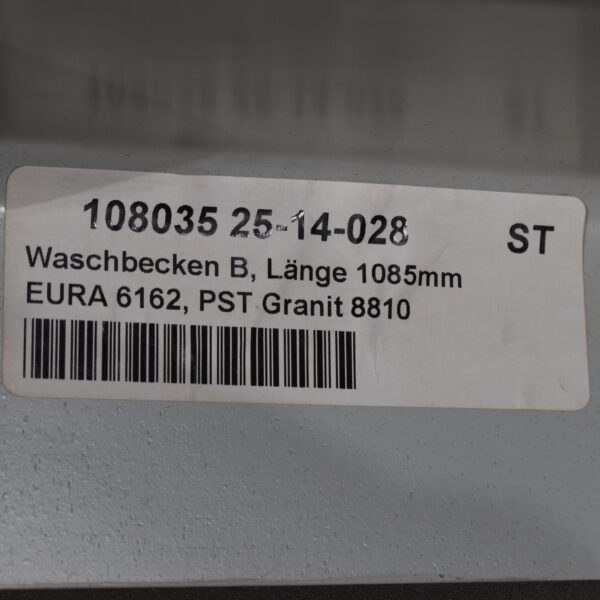 108035 25-14-028 ST
Waschbecken B, Länge 1085mm
EURA 6162, PST Granit 8810